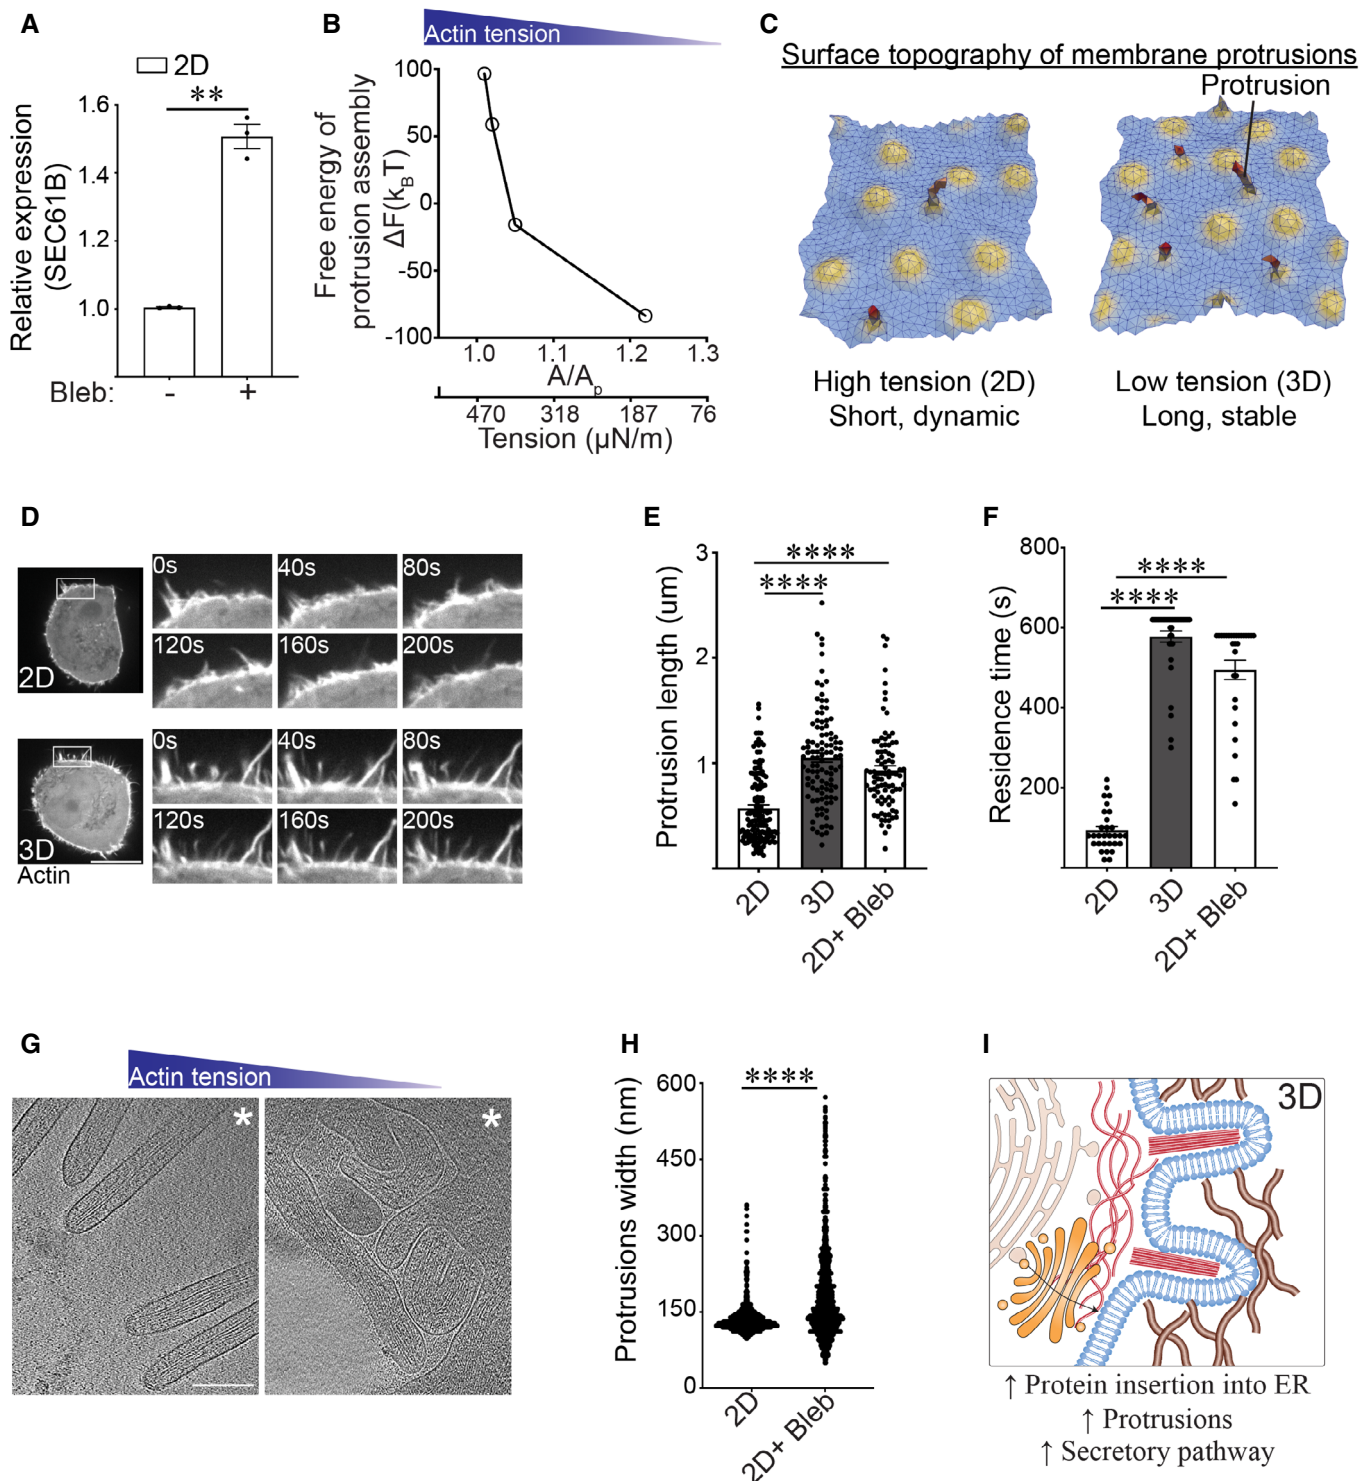 A
2D
**
Relative expression
(SEC61B)
1.6
1.4
1.2
1.0
Bleb:
-
+
B
Actin tension
Free energy of
protrusion assembly
ΔF(kBT)
100
50
0
-50
-100
1.0
1.1
1.2
1.3
A/Ap
470
318
187
76
Tension (µN/m)
C
Surface topography of membrane protrusions
Protrusion
High tension (2D)
Short, dynamic
Low tension (3D)
Long, stable
D
2D
0s
40s
80s
120s
160s
200s
3D
Actin
0s
40s
80s
120s
160s
200s
E
Protrusion length (um)
3
2
1
****
****
2D
3D
2D+ Bleb
F
Residence time (s)
800
600
400
200
****
****
2D
3D
2D+ Bleb
G
Actin tension
*
*
H
Protrusions width (nm)
600
450
300
150
0
****
2D
2D+ Bleb
I
3D
↑ Protein insertion into ER
↑ Protrusions
↑ Secretory pathway